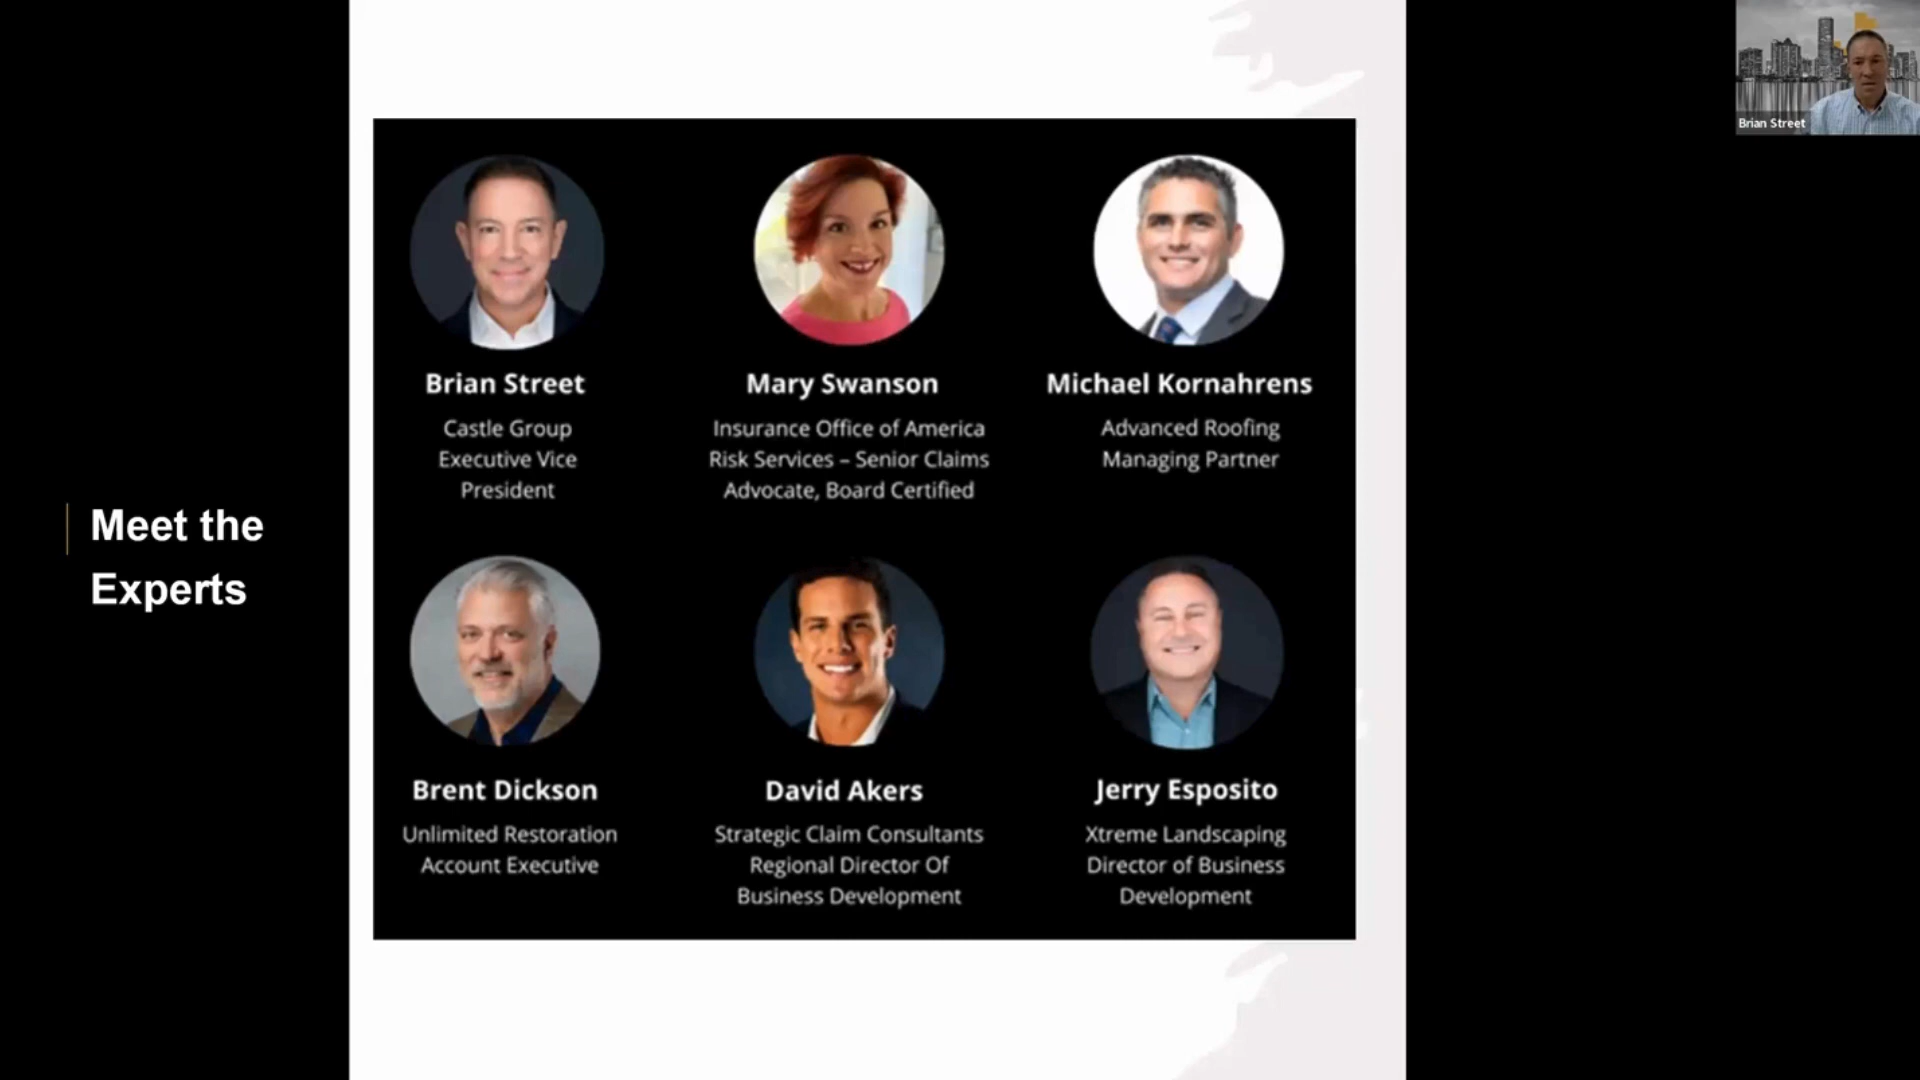 Meet the
Experts
Brian Street
Castle Group
Executive Vice
President
Mary Swanson
Insurance Office of America
Risk Services – Senior Claims
Advocate, Board Certified
Michael Kornahrens
Advanced Roofing
Managing Partner
Brent Dickson
Unlimited Restoration
Account Executive
David Akers
Strategic Claim Consultants
Regional Director Of
Business Development
Jerry Esposito
Xtreme Landscaping
Director of Business
Development
Brian Street